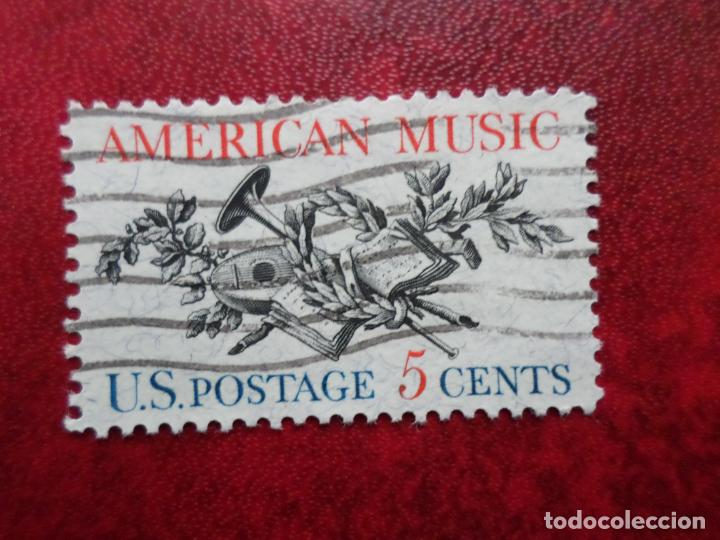 AMERICAN MUSIC
U.S. POSTAGE 5 CENTS
todocoleccion